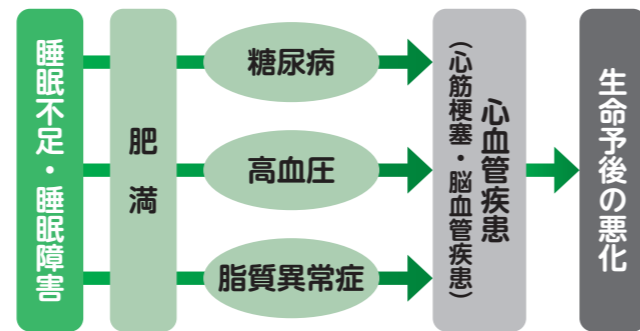 睡眠不足・睡眠障害
肥満
糖尿病
高血圧
脂質異常症
心血管疾患
(心筋梗塞・脳血管疾患)
生命予後の悪化